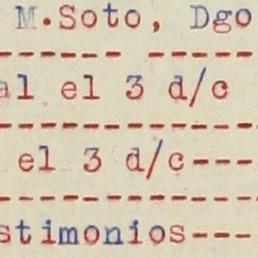 M.Soto, Dgo
al el 3 d/c
el 3 d/c---
stimonios---